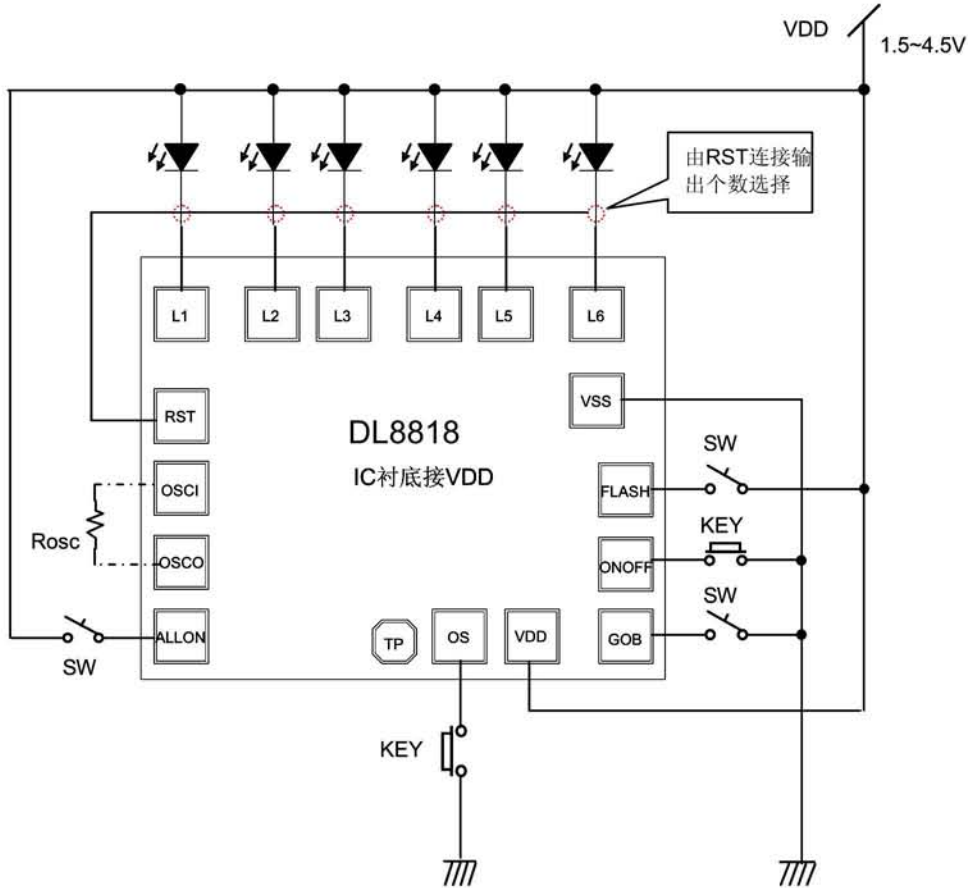 VDD
1.5~4.5V
由RST连接输
出个数选择
L1
L2
L3
L4
L5
L6
RST
VSS
DL8818
IC衬底接VDD
SW
OSCI
FLASH
Rosc
KEY
OSCO
ONOFF
SW
ALLON
TP
OS
VDD
GOB
SW
KEY